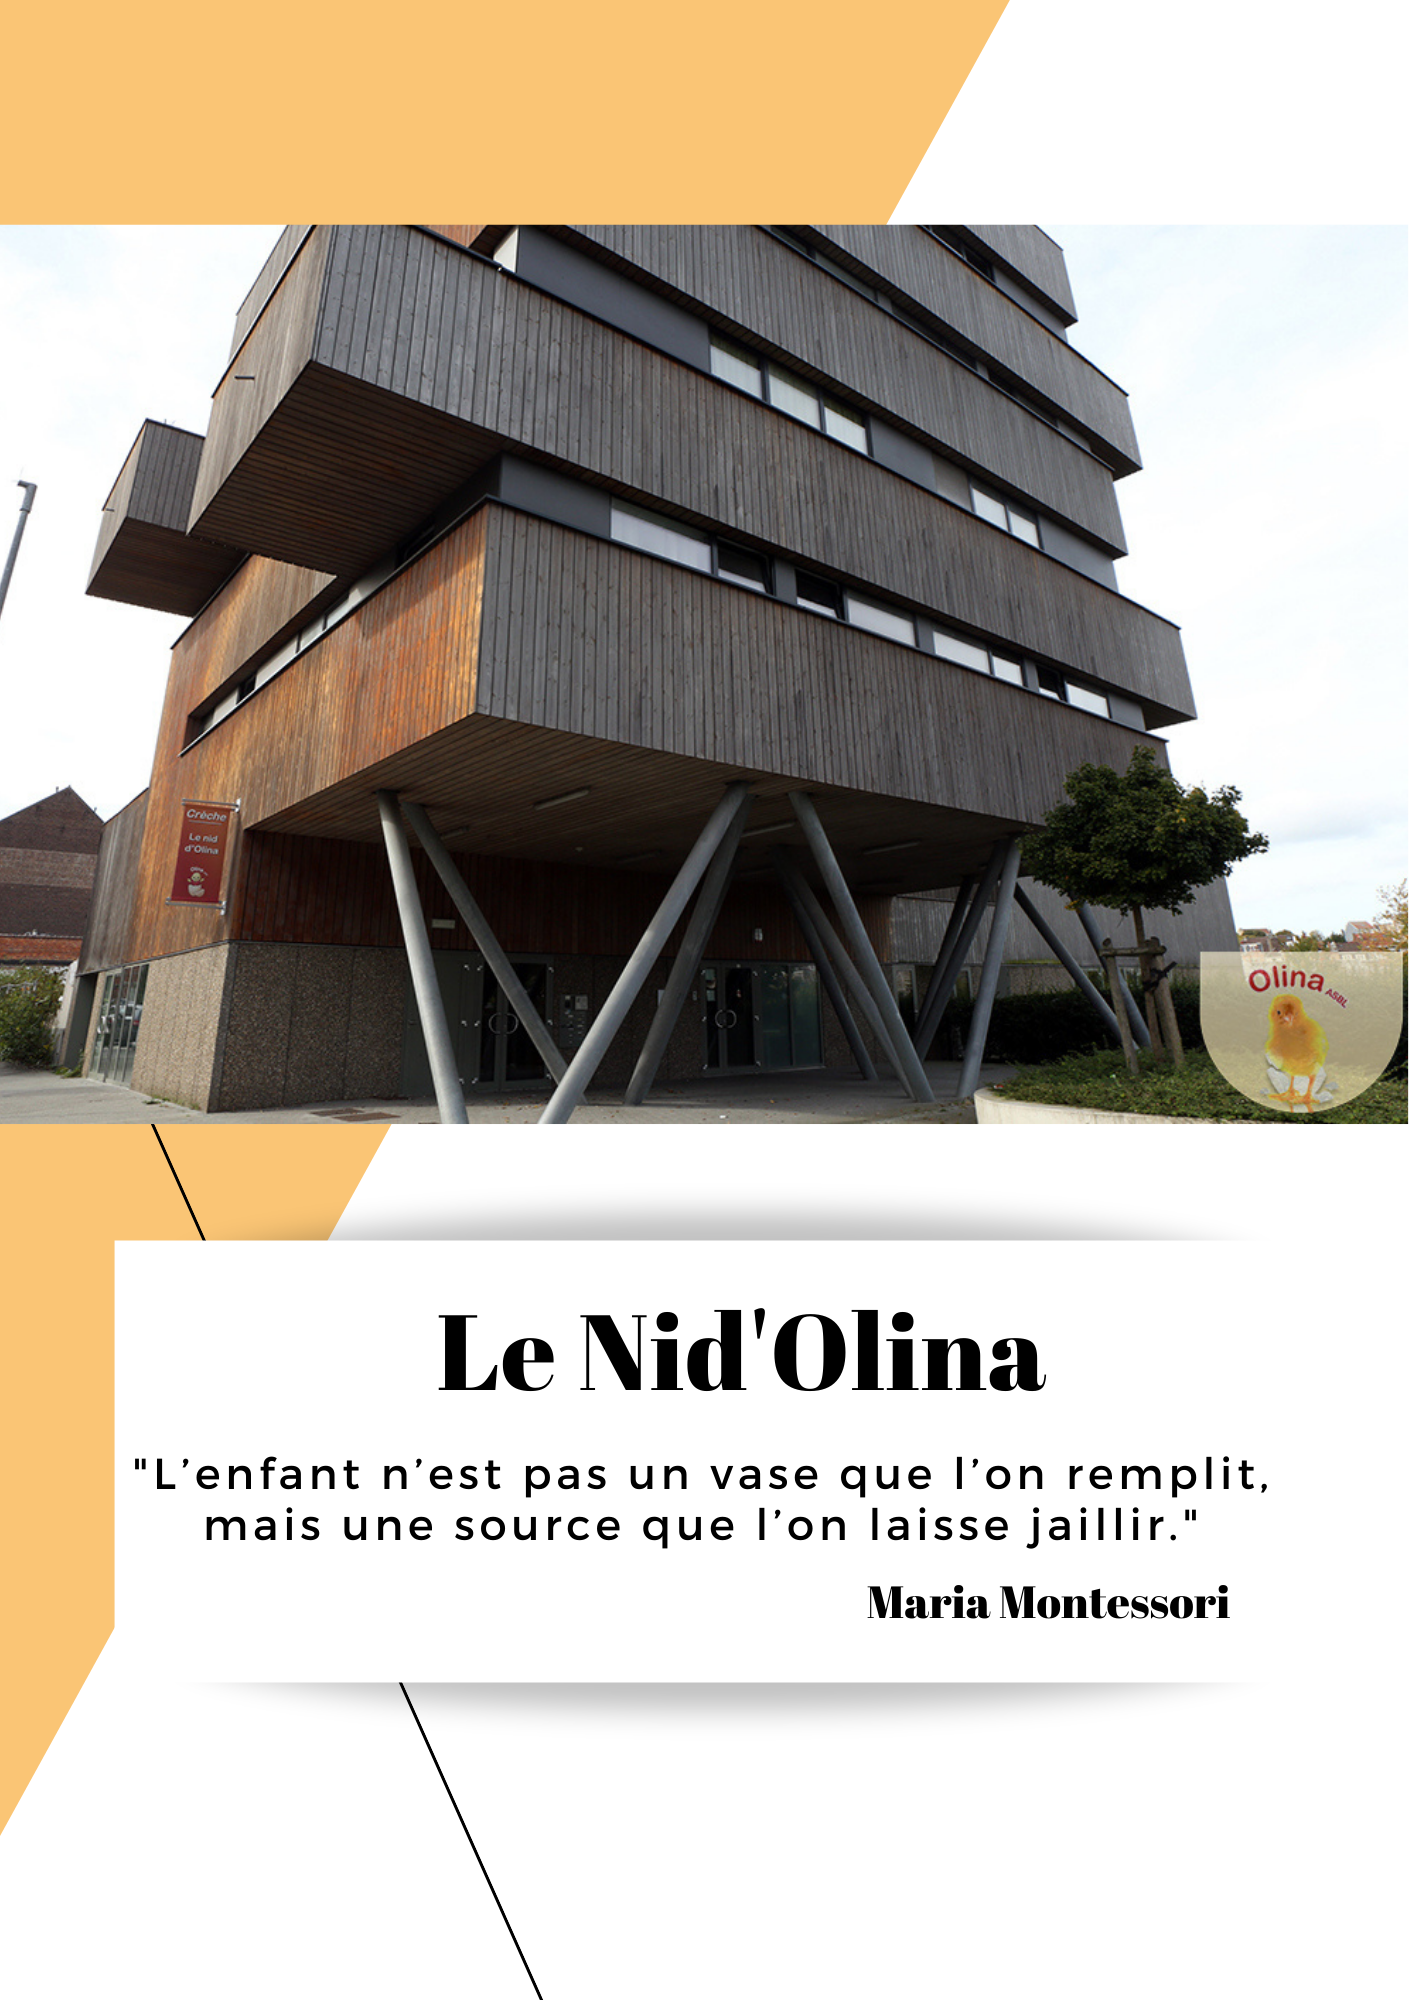 Crèche
Le nid
d'Olina
Olina
ASBL
Le Nid'Olina
"L’enfant n’est pas un vase que l’on remplit,
mais une source que l’on laisse jaillir."
Maria Montessori